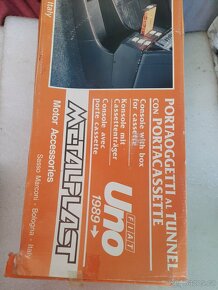 Italy
PORTAOGGETTI AL TUNNEL
CON PORTACASSETTE
Console with box
for cassette
Konsole mit
Cassettenträger
Console avec
porte cassette
FIAT
Uno
1989→
METALPLAST
Motor Accessories
Sasso Marconi - Bologna - Italy